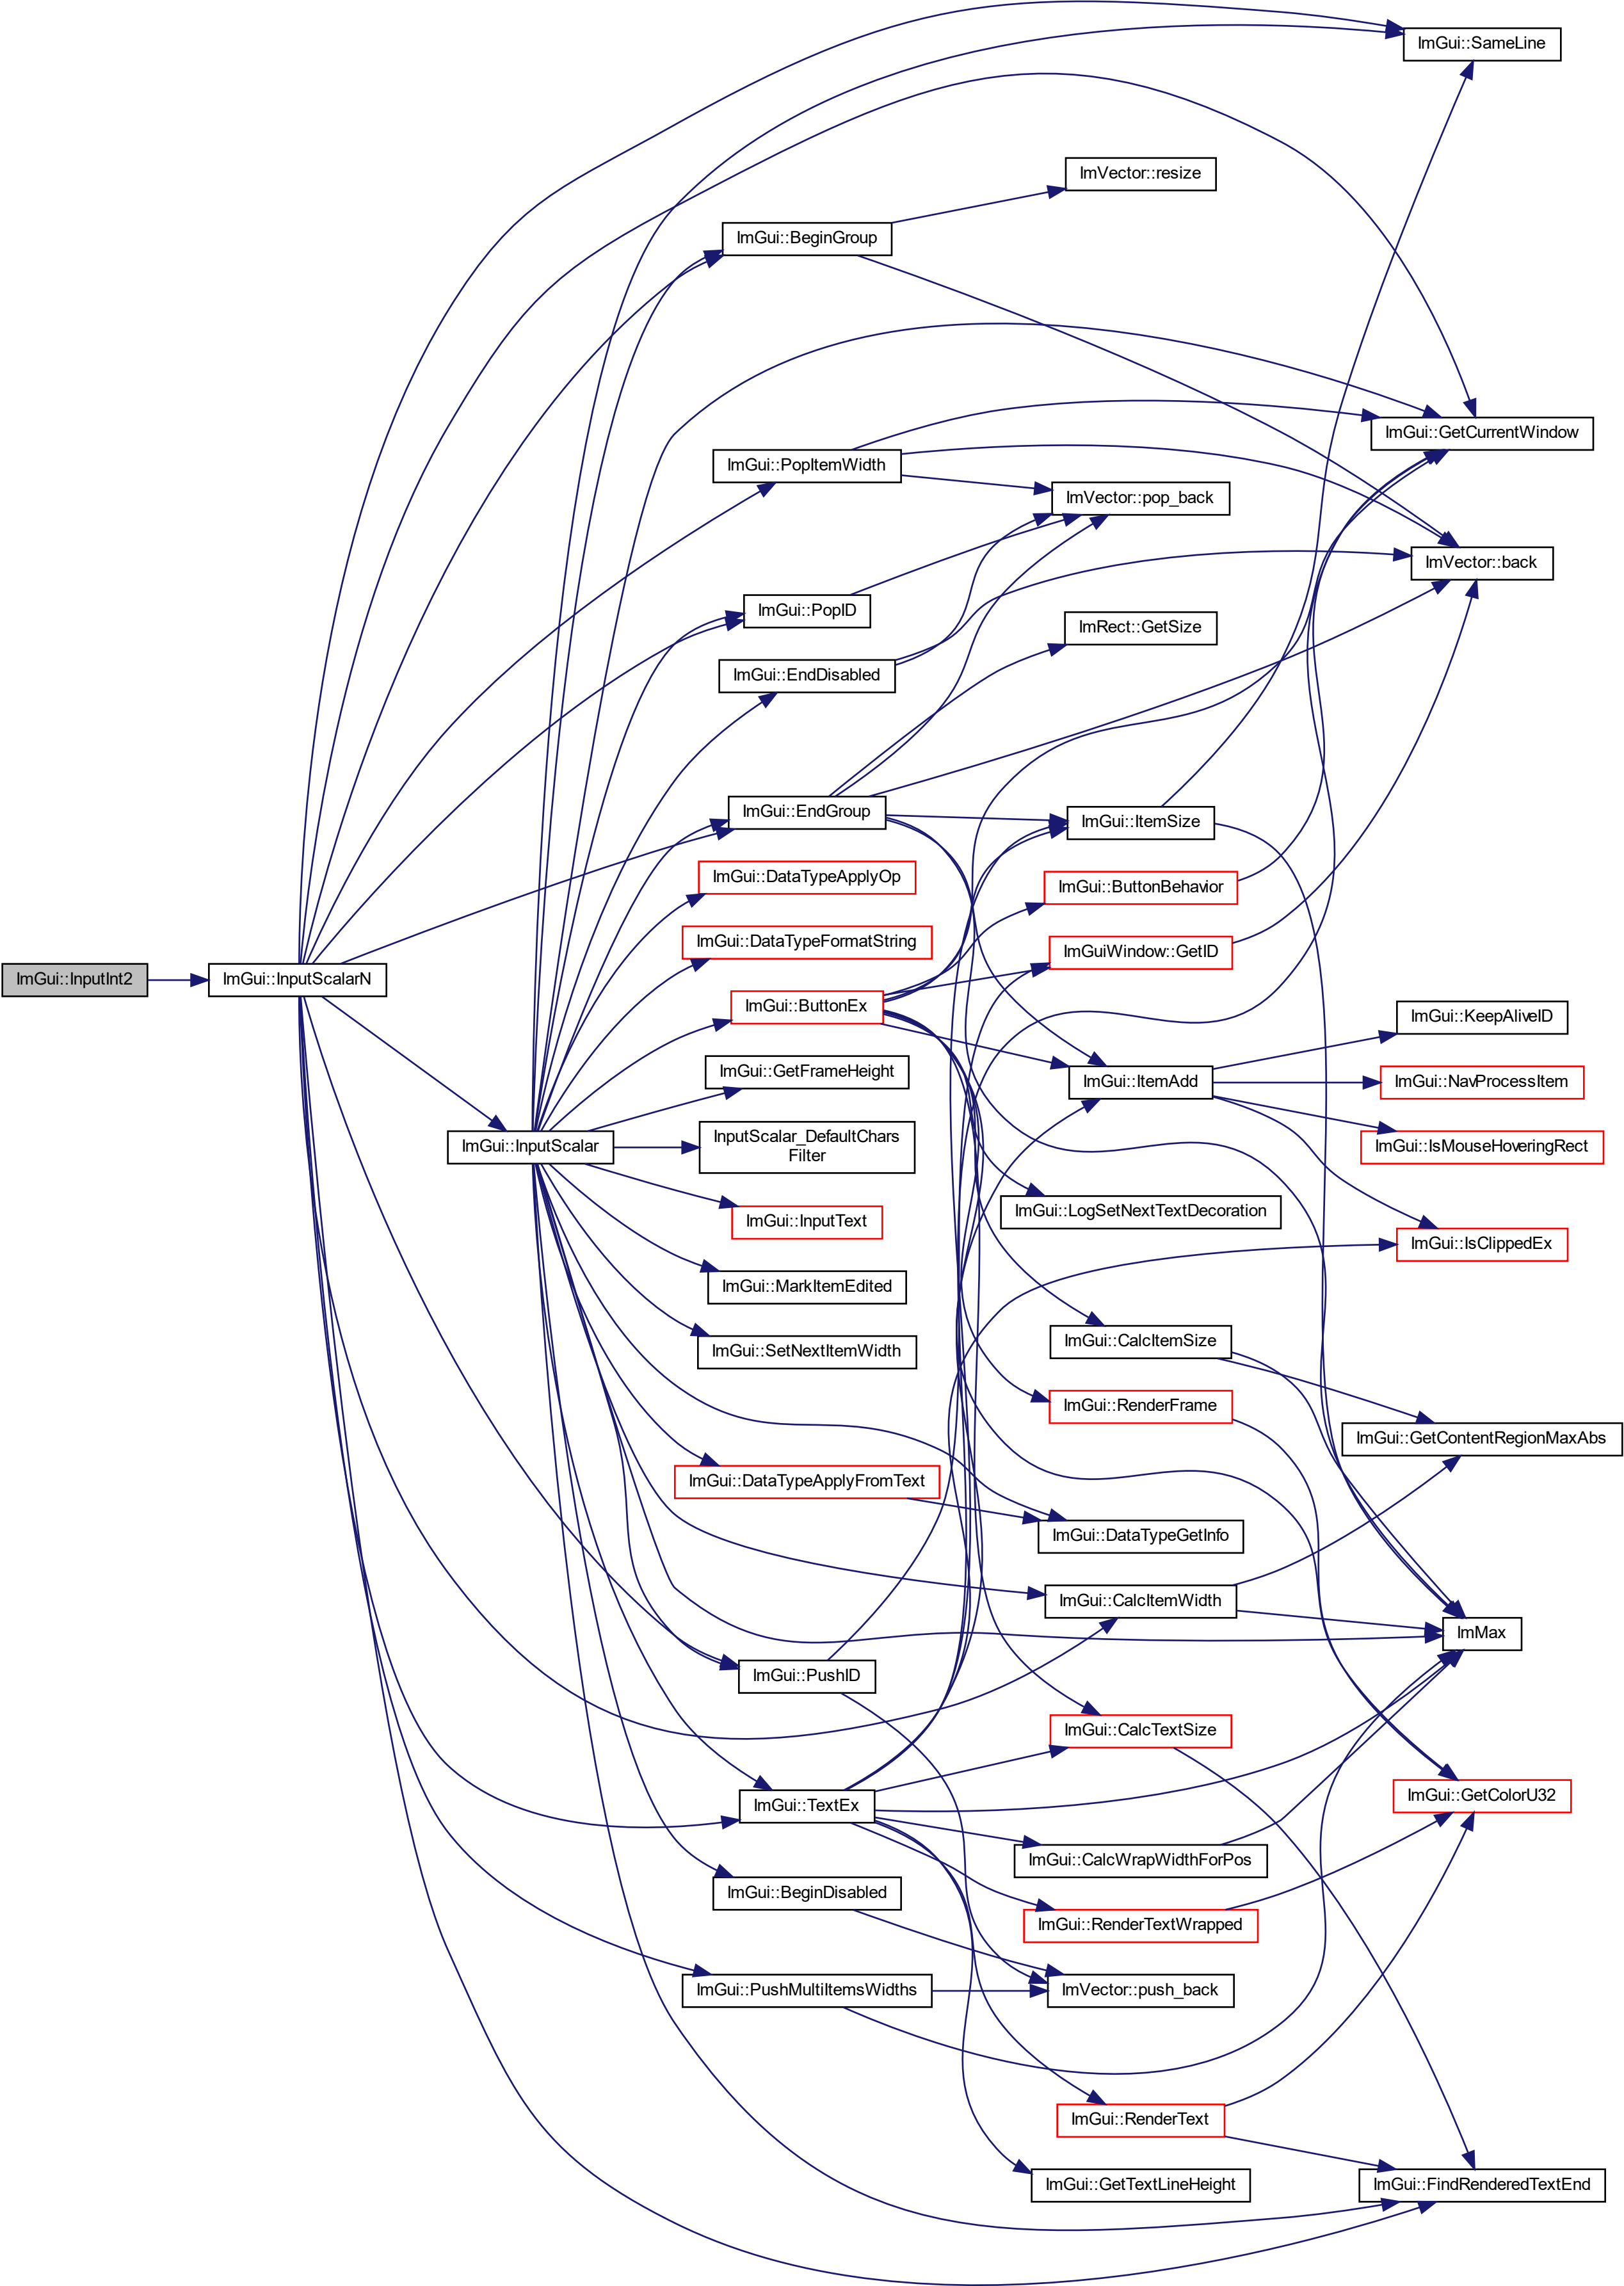 ImGui::SameLine
ImVector::resize
ImGui::BeginGroup
ImGui::GetCurrentWindow
ImGui::PopItemWidth
ImVector::pop_back
ImVector::back
ImGui::PopID
ImRect::GetSize
ImGui::EndDisabled
ImGui::EndGroup
ImGui::ItemSize
ImGui::DataTypeApplyOp
ImGui::ButtonBehavior
ImGui::DataTypeFormatString
ImGuiWindow::GetID
ImGui::InputInt2
ImGui::InputScalarN
ImGui::ButtonEx
ImGui::KeepAliveID
ImGui::GetFrameHeight
ImGui::ItemAdd
ImGui::NavProcessItem
ImGui::InputScalar
InputScalar_DefaultChars
Filter
ImGui::IsMouseHoveringRect
ImGui::InputText
ImGui::LogSetNextTextDecoration
ImGui::IsClippedEx
ImGui::MarkItemEdited
ImGui::SetNextItemWidth
ImGui::CalcItemSize
ImGui::RenderFrame
ImGui::GetContentRegionMaxAbs
ImGui::DataTypeApplyFromText
ImGui::DataTypeGetInfo
ImGui::CalcItemWidth
ImMax
ImGui::PushID
ImGui::CalcTextSize
ImGui::TextEx
ImGui::GetColorU32
ImGui::CalcWrapWidthForPos
ImGui::BeginDisabled
ImGui::RenderTextWrapped
ImGui::PushMultiItemsWidths
ImVector::push_back
ImGui::RenderText
ImGui::GetTextLineHeight
ImGui::FindRenderedTextEnd